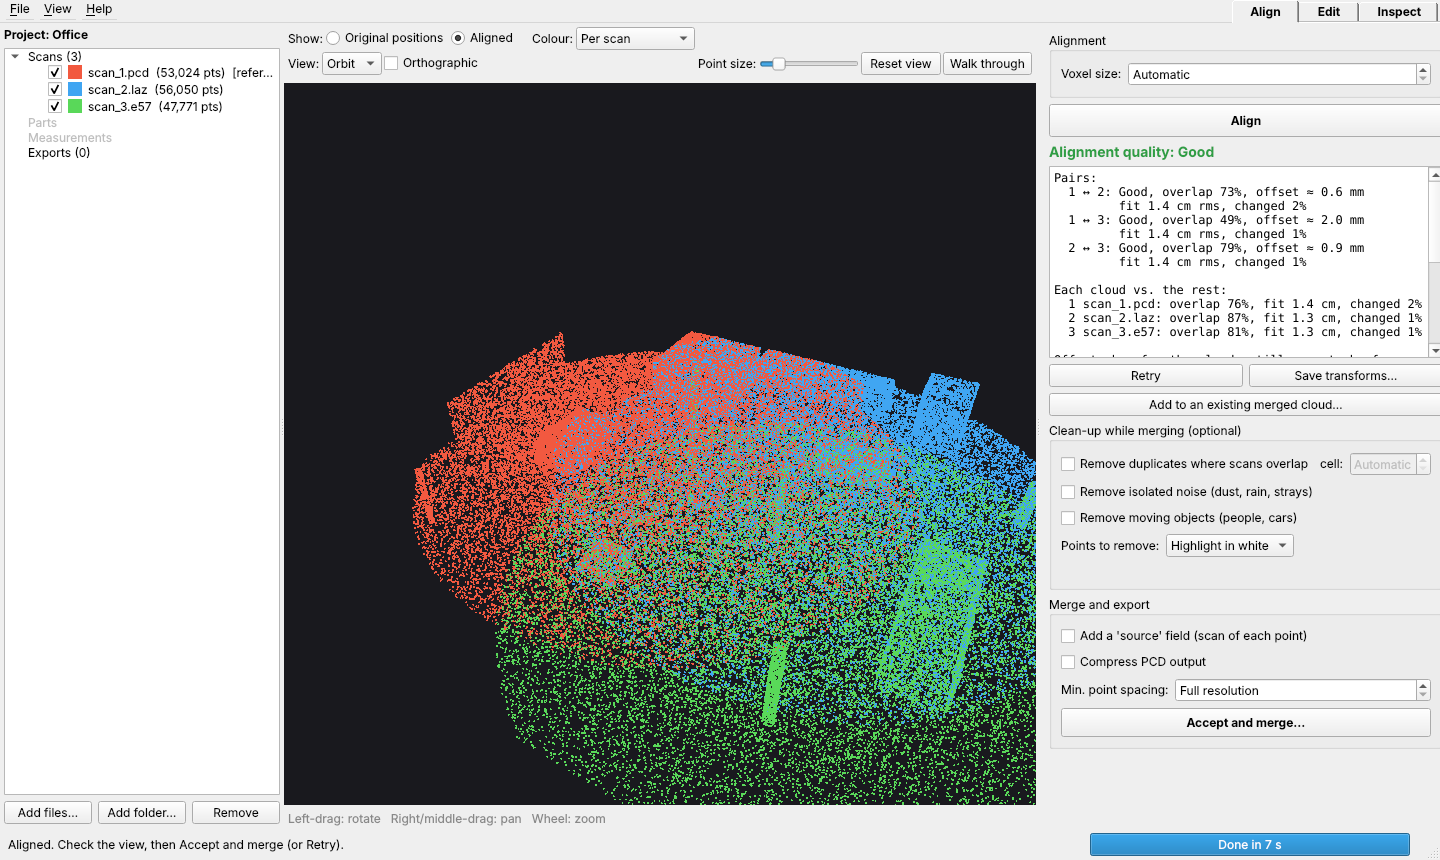 File View Help
Align Edit Inspect
Project: Office
Scans (3)
scan_1.pcd (53,024 pts) [refer...
scan_2.laz (56,050 pts)
scan_3.e57 (47,771 pts)
Parts
Measurements
Exports (0)
Add files... Add folder... Remove
Show: Original positions Aligned Colour: Per scan
View: Orbit Orthographic Point size: Reset view Walk through
Left-drag: rotate Right/middle-drag: pan Wheel: zoom
Alignment
Voxel size: Automatic
Align
Alignment quality: Good
Pairs:
1 ↔ 2: Good, overlap 73%, offset ≈ 0.6 mm
fit 1.4 cm rms, changed 2%
1 ↔ 3: Good, overlap 49%, offset ≈ 2.0 mm
fit 1.4 cm rms, changed 1%
2 ↔ 3: Good, overlap 79%, offset ≈ 0.9 mm
fit 1.4 cm rms, changed 1%
Each cloud vs. the rest:
1 scan_1.pcd: overlap 76%, fit 1.4 cm, changed 2%
2 scan_2.laz: overlap 87%, fit 1.3 cm, changed 1%
3 scan_3.e57: overlap 81%, fit 1.3 cm, changed 1%
Retry Save transforms...
Add to an existing merged cloud...
Clean-up while merging (optional)
Remove duplicates where scans overlap cell: Automatic
Remove isolated noise (dust, rain, strays)
Remove moving objects (people, cars)
Points to remove: Highlight in white
Merge and export
Add a 'source' field (scan of each point)
Compress PCD output
Min. point spacing: Full resolution
Accept and merge...
Aligned. Check the view, then Accept and merge (or Retry).
Done in 7 s